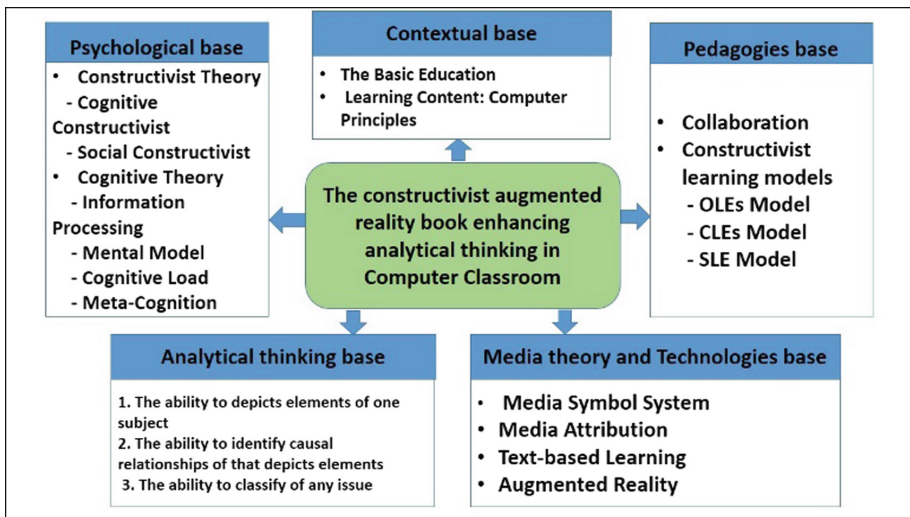 Psychological base
• Constructivist Theory
- Cognitive
Constructivist
- Social Constructivist
• Cognitive Theory
- Information
Processing
- Mental Model
- Cognitive Load
- Meta-Cognition
Contextual base
• The Basic Education
• Learning Content: Computer
Principles
Pedagogies base
• Collaboration
• Constructivist
learning models
- OLEs Model
- CLEs Model
- SLE Model
The constructivist augmented
reality book enhancing
analytical thinking in
Computer Classroom
Analytical thinking base
1. The ability to depicts elements of one
subject
2. The ability to identify causal
relationships of that depicts elements
3. The ability to classify of any issue
Media theory and Technologies base
• Media Symbol System
• Media Attribution
• Text-based Learning
• Augmented Reality